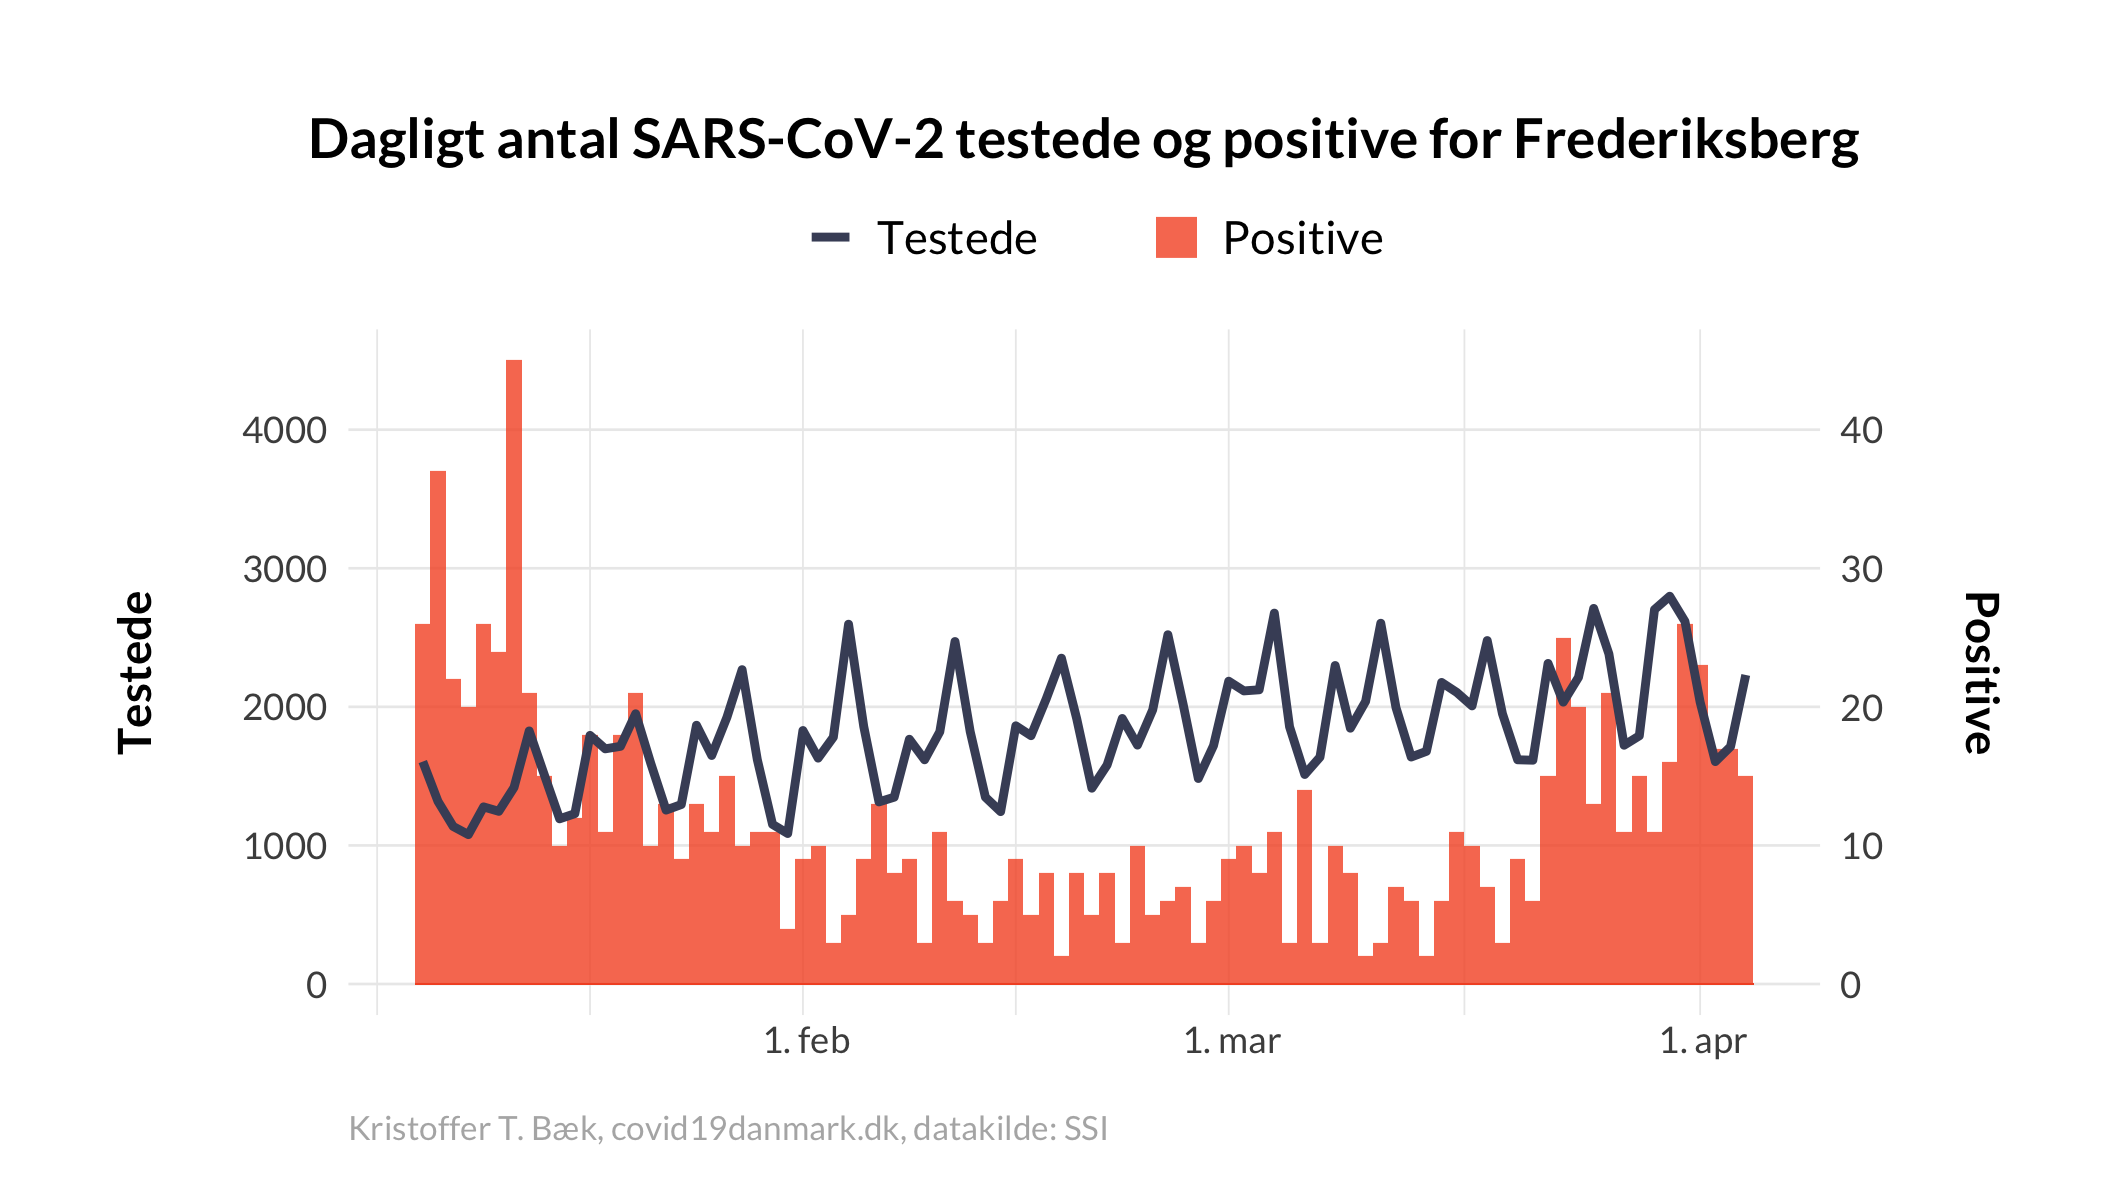 Dagligt antal SARS-CoV-2 testede og positive for Frederiksberg
Testede Positive
4000 40
3000 30
2000 20
1000 10
0 0
Testede
Positive
1. feb 1. mar 1. apr
Kristoffer T. Bæk, covid19danmark.dk, datakilde: SSI